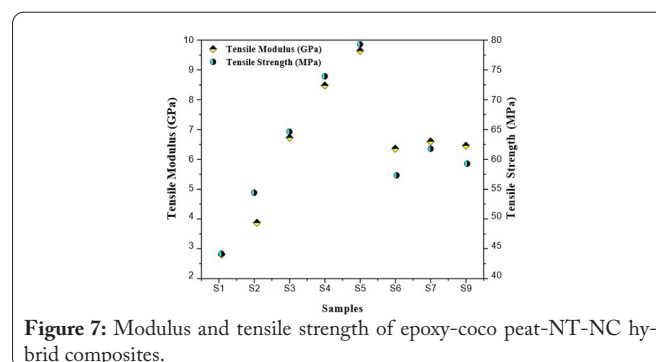 10
9
8
7
6
5
4
3
2
Tensile Modulus (GPa)
Tensile Modulus (GPa)
Tensile Strength (MPa)
80
75
70
65
60
55
50
45
40
Tensile Strength (MPa)
S1 S2 S3 S4 S5 S6 S7 S9
Samples
Figure 7: Modulus and tensile strength of epoxy-coco peat-NT-NC hy-
brid composites.